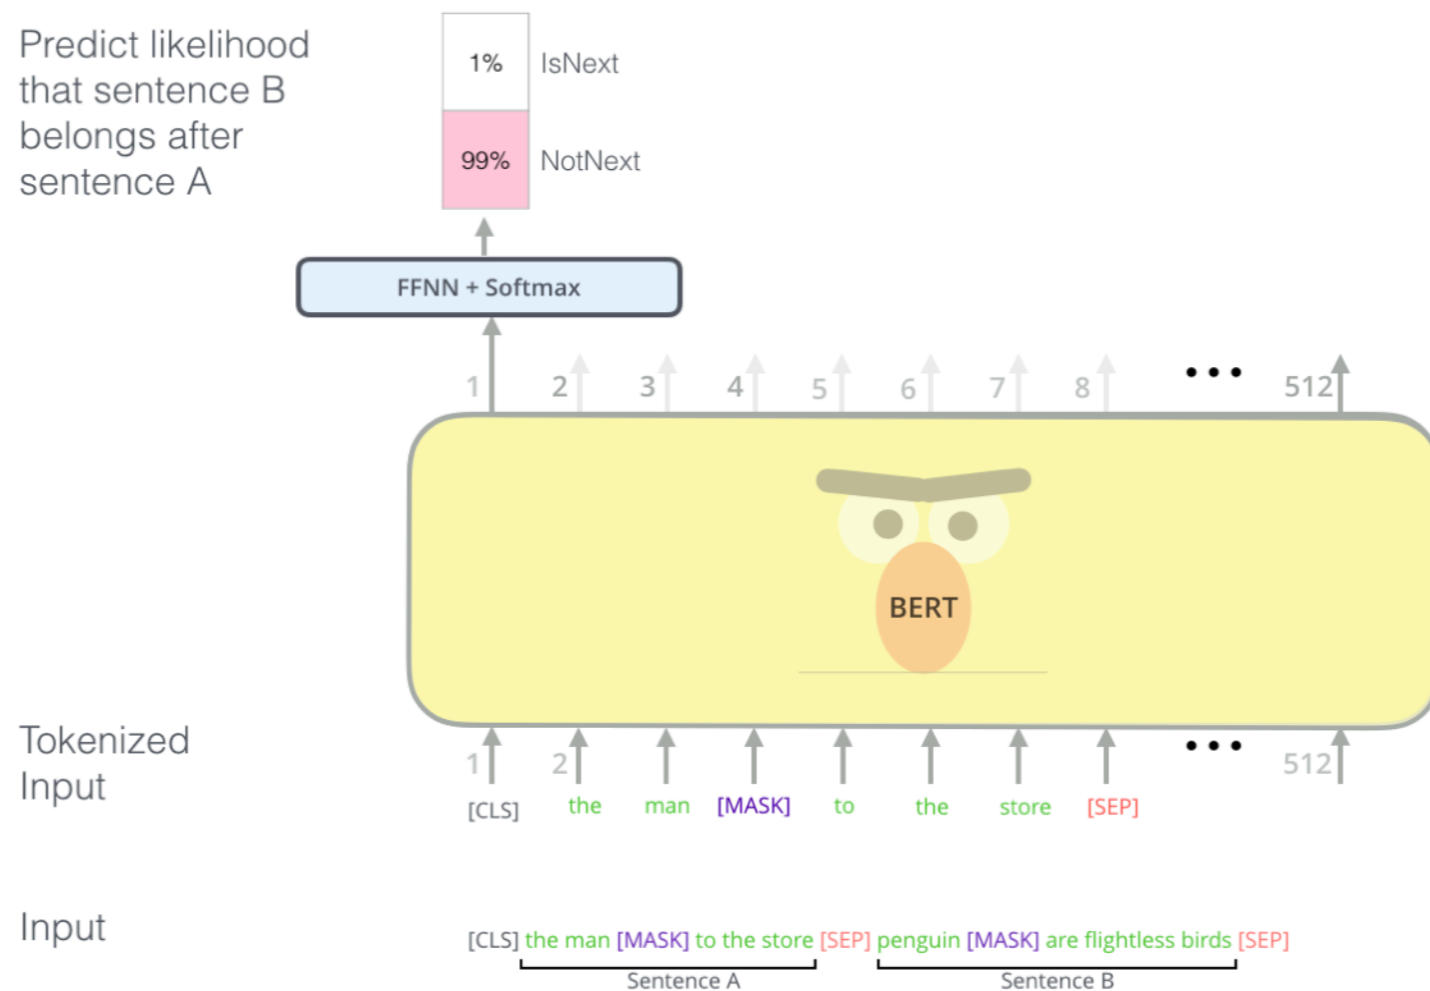 Predict likelihood
that sentence B
belongs after
sentence A
1% IsNext
99% NotNext
FFNN + Softmax
1 2 3 4 5 6 7 8 ••• 512
BERT
Tokenized
Input
1 2 ••• 512
[CLS] the man [MASK] to the store [SEP]
Input
[CLS] the man [MASK] to the store [SEP] penguin [MASK] are flightless birds [SEP]
Sentence A Sentence B